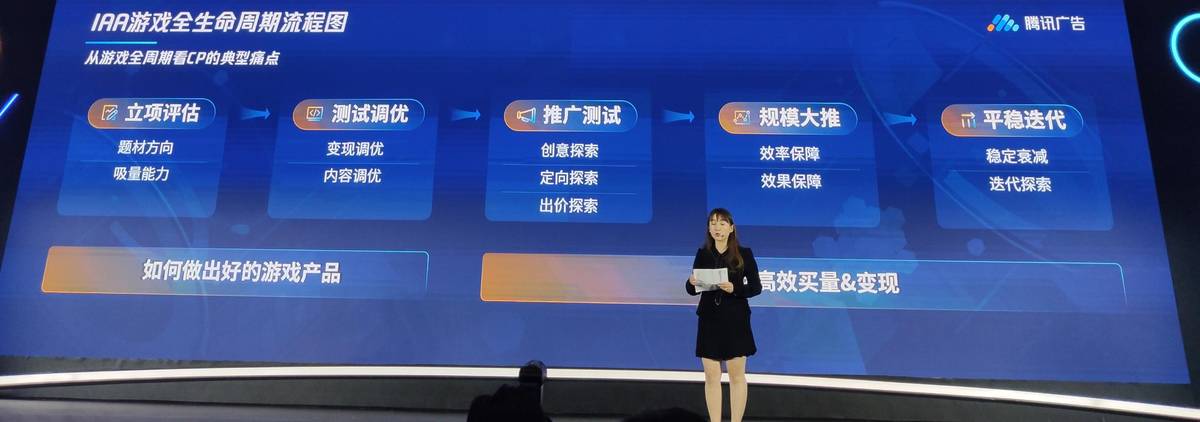 IAA游戏全生命周期流程图
腾讯广告
从游戏全周期看CP的典型痛点
立项评估
题材方向
吸量能力
测试调优
变现调优
内容调优
推广测试
创意探索
定向探索
出价探索
规模大推
效率保障
效果保障
平稳迭代
稳定衰减
迭代探索
如何做出好的游戏产品
高效买量&变现